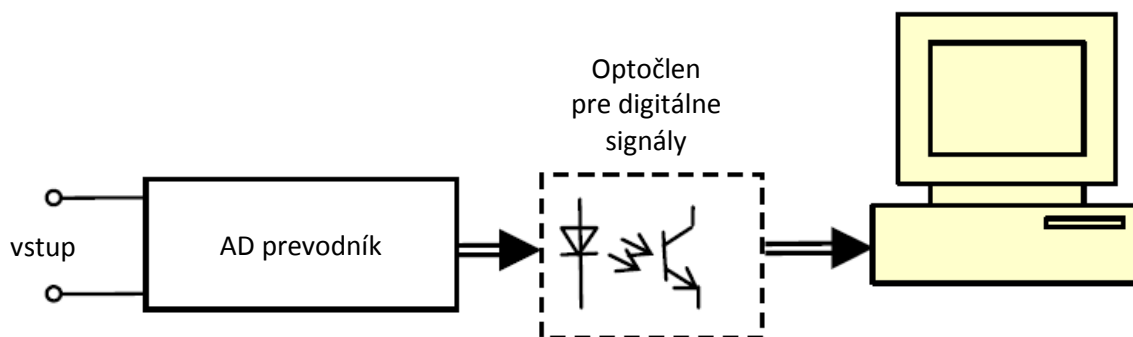 vstup
AD prevodník
Optočlen
pre digitálne
signály